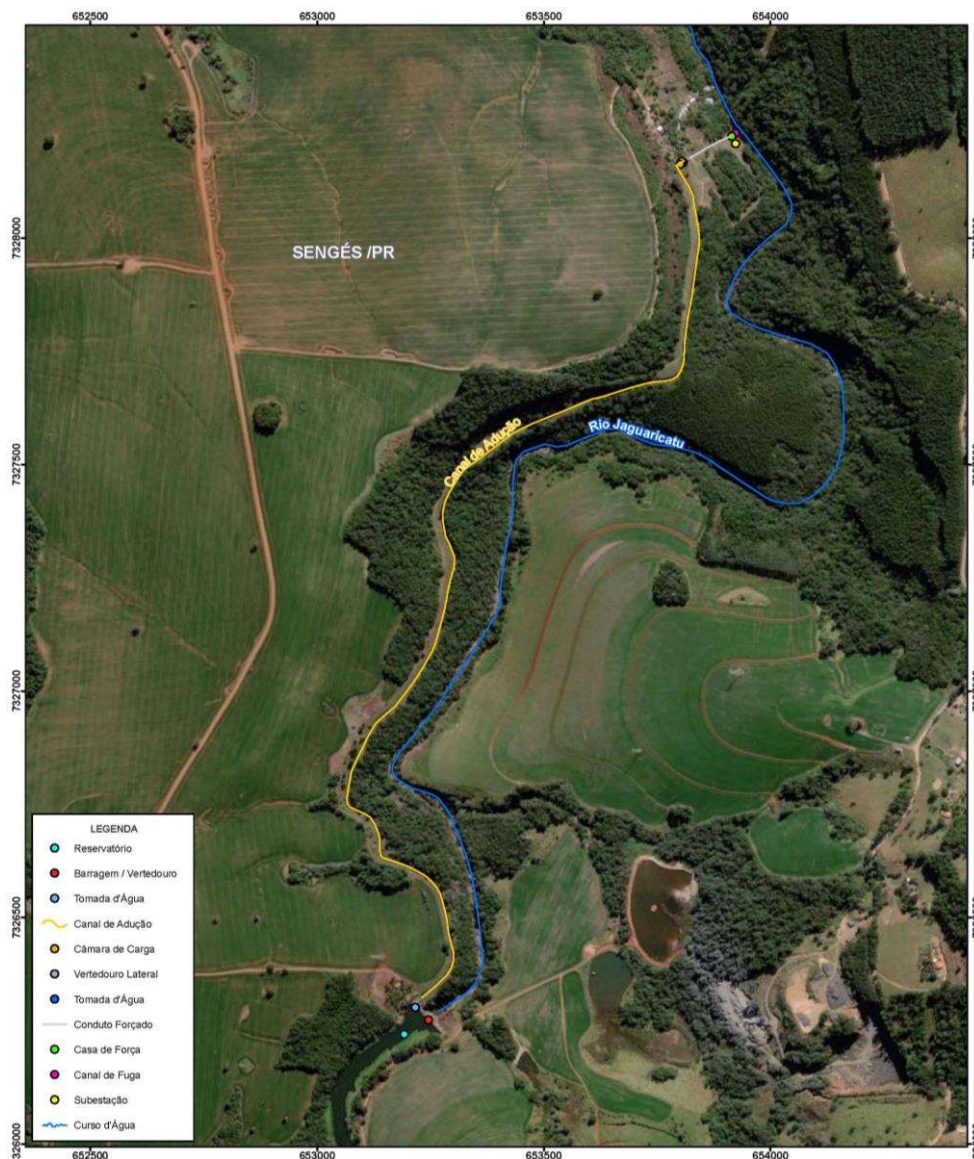 652500 653000 653500 654000
7328000
SENGÉS /PR
Canal de Adução
Rio Jaguaricatu
7327500
7327000
7326500
326000
LEGENDA
Reservatório
Barragem / Vertedouro
Tomada d'Água
Canal de Adução
Câmara de Carga
Vertedouro Lateral
Tomada d'Água
Conduto Forçado
Casa de Força
Canal de Fuga
Subestação
Curso d'Água
652500 653000 653500 654000